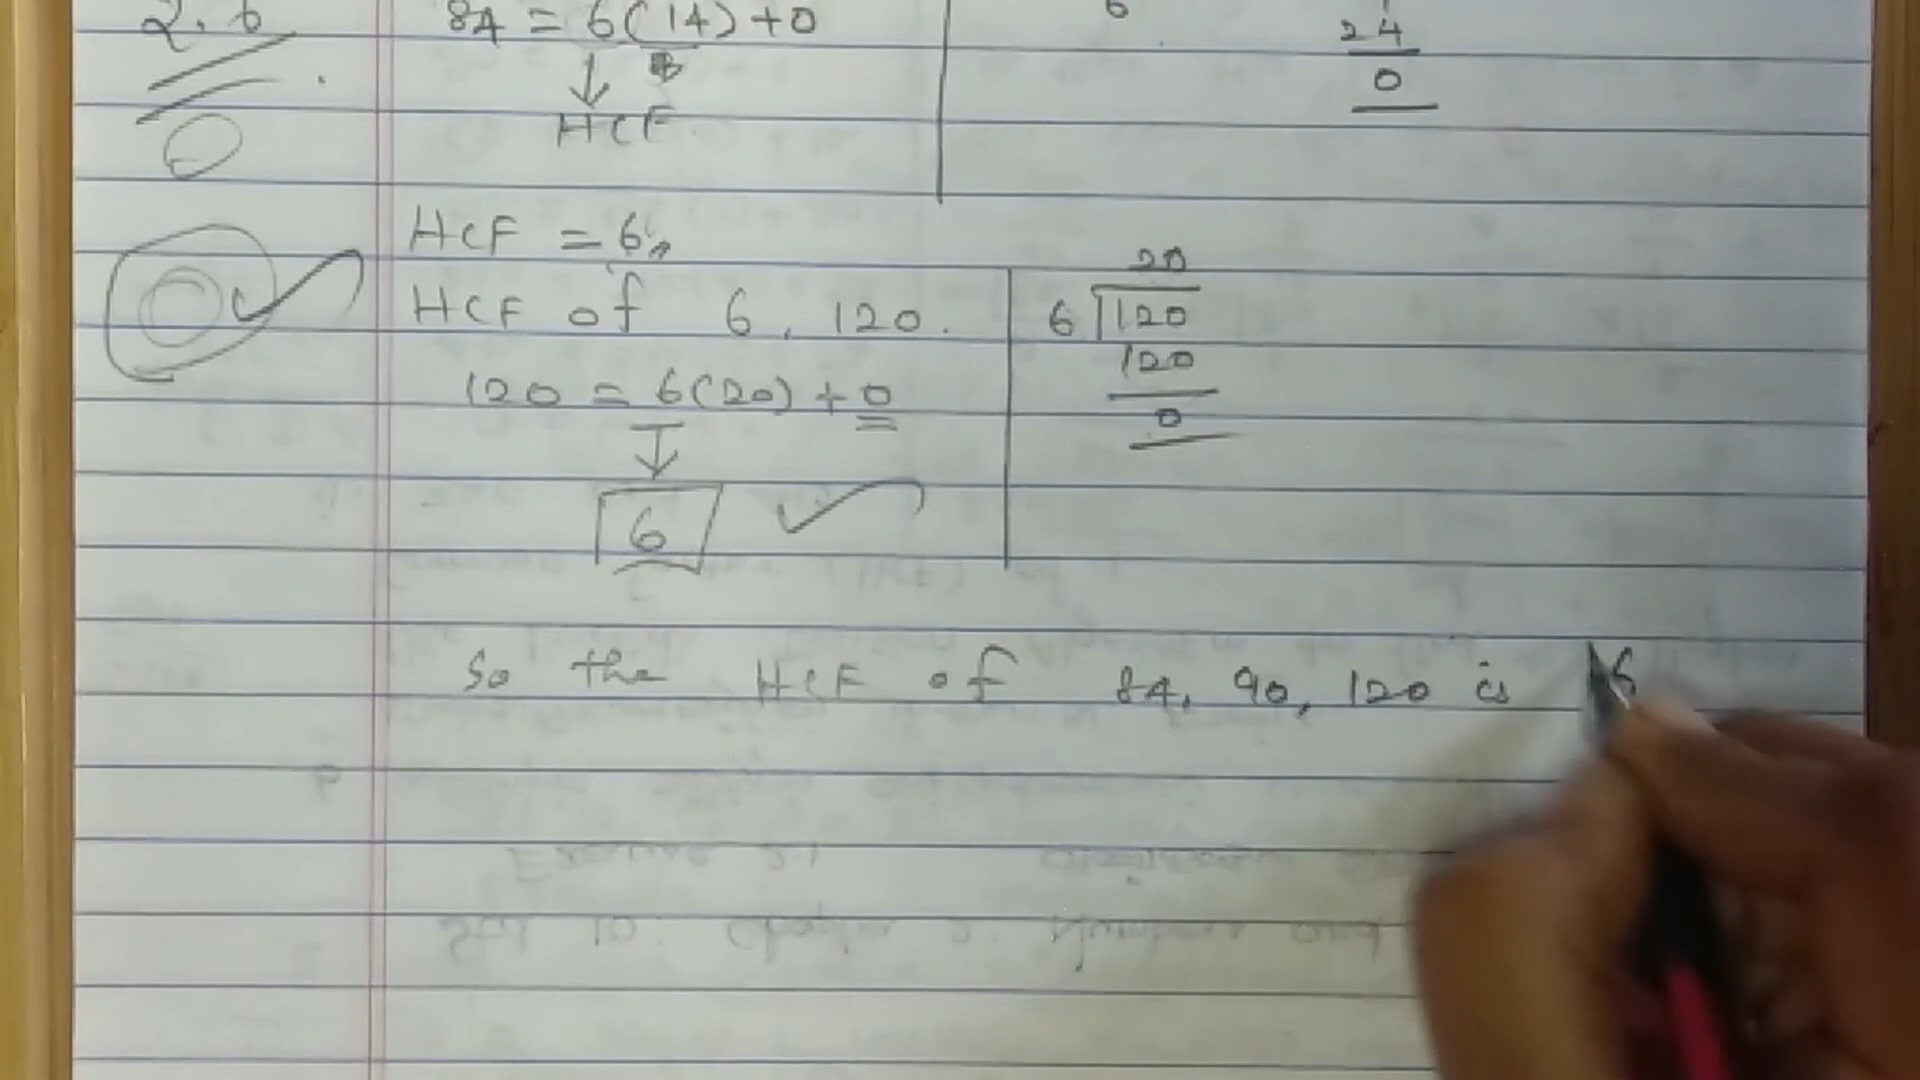 84 = 6(14) + 0
6
24
0
HCF
HCF = 6,,
20
HCF of 6, 120.
6 120
120
120 = 6(20) + 0
0
6
So the HCF of 84, 90, 120 is 6